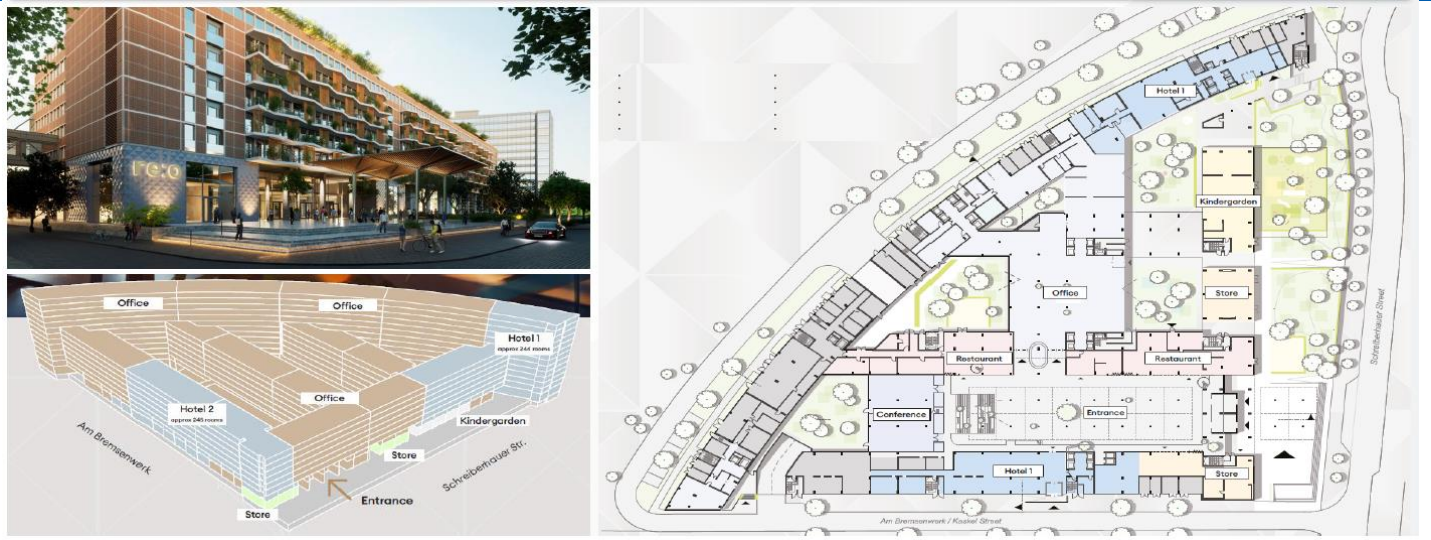 re:o
Office
Office
Hotel 1
approx 244 rooms
Hotel 2
approx 245 rooms
Office
Kindergarden
Store
Am Bremsenwerk
Schreiberhauer Str.
Entrance
Store
Hotel 1
Kindergarden
Office
Store
Schreiberhauer Street
Restaurant
Restaurant
Conference
Entrance
Hotel 1
Store
Am Bremsenwerk / Kaskel Street